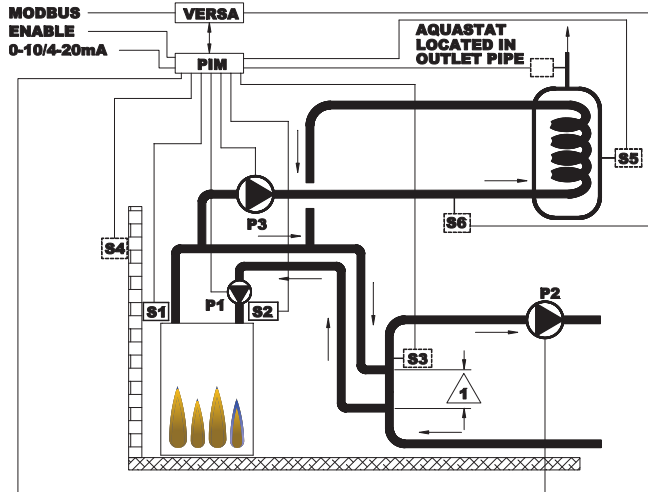 MODBUS
VERSA
ENABLE
0-10/4-20mA
PIM
AQUASTAT
LOCATED IN
OUTLET PIPE
S5
P3
S6
S4
S1
P1
S2
P2
S3
1